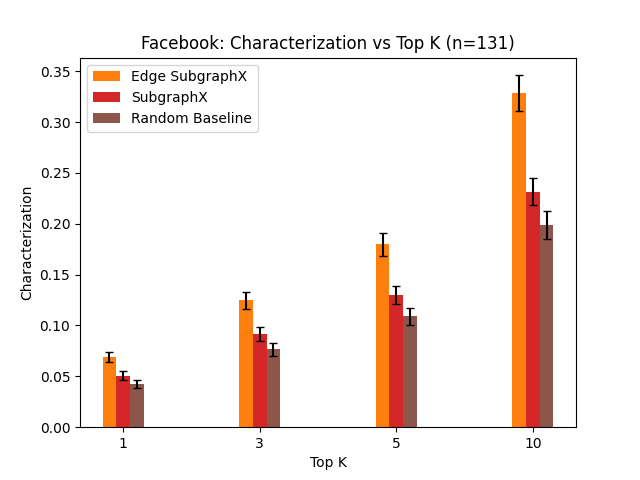 Facebook: Characterization vs Top K (n=131)
Edge SubgraphX
SubgraphX
Random Baseline
Characterization
0.35
0.30
0.25
0.20
0.15
0.10
0.05
0.00
1 3 5 10
Top K